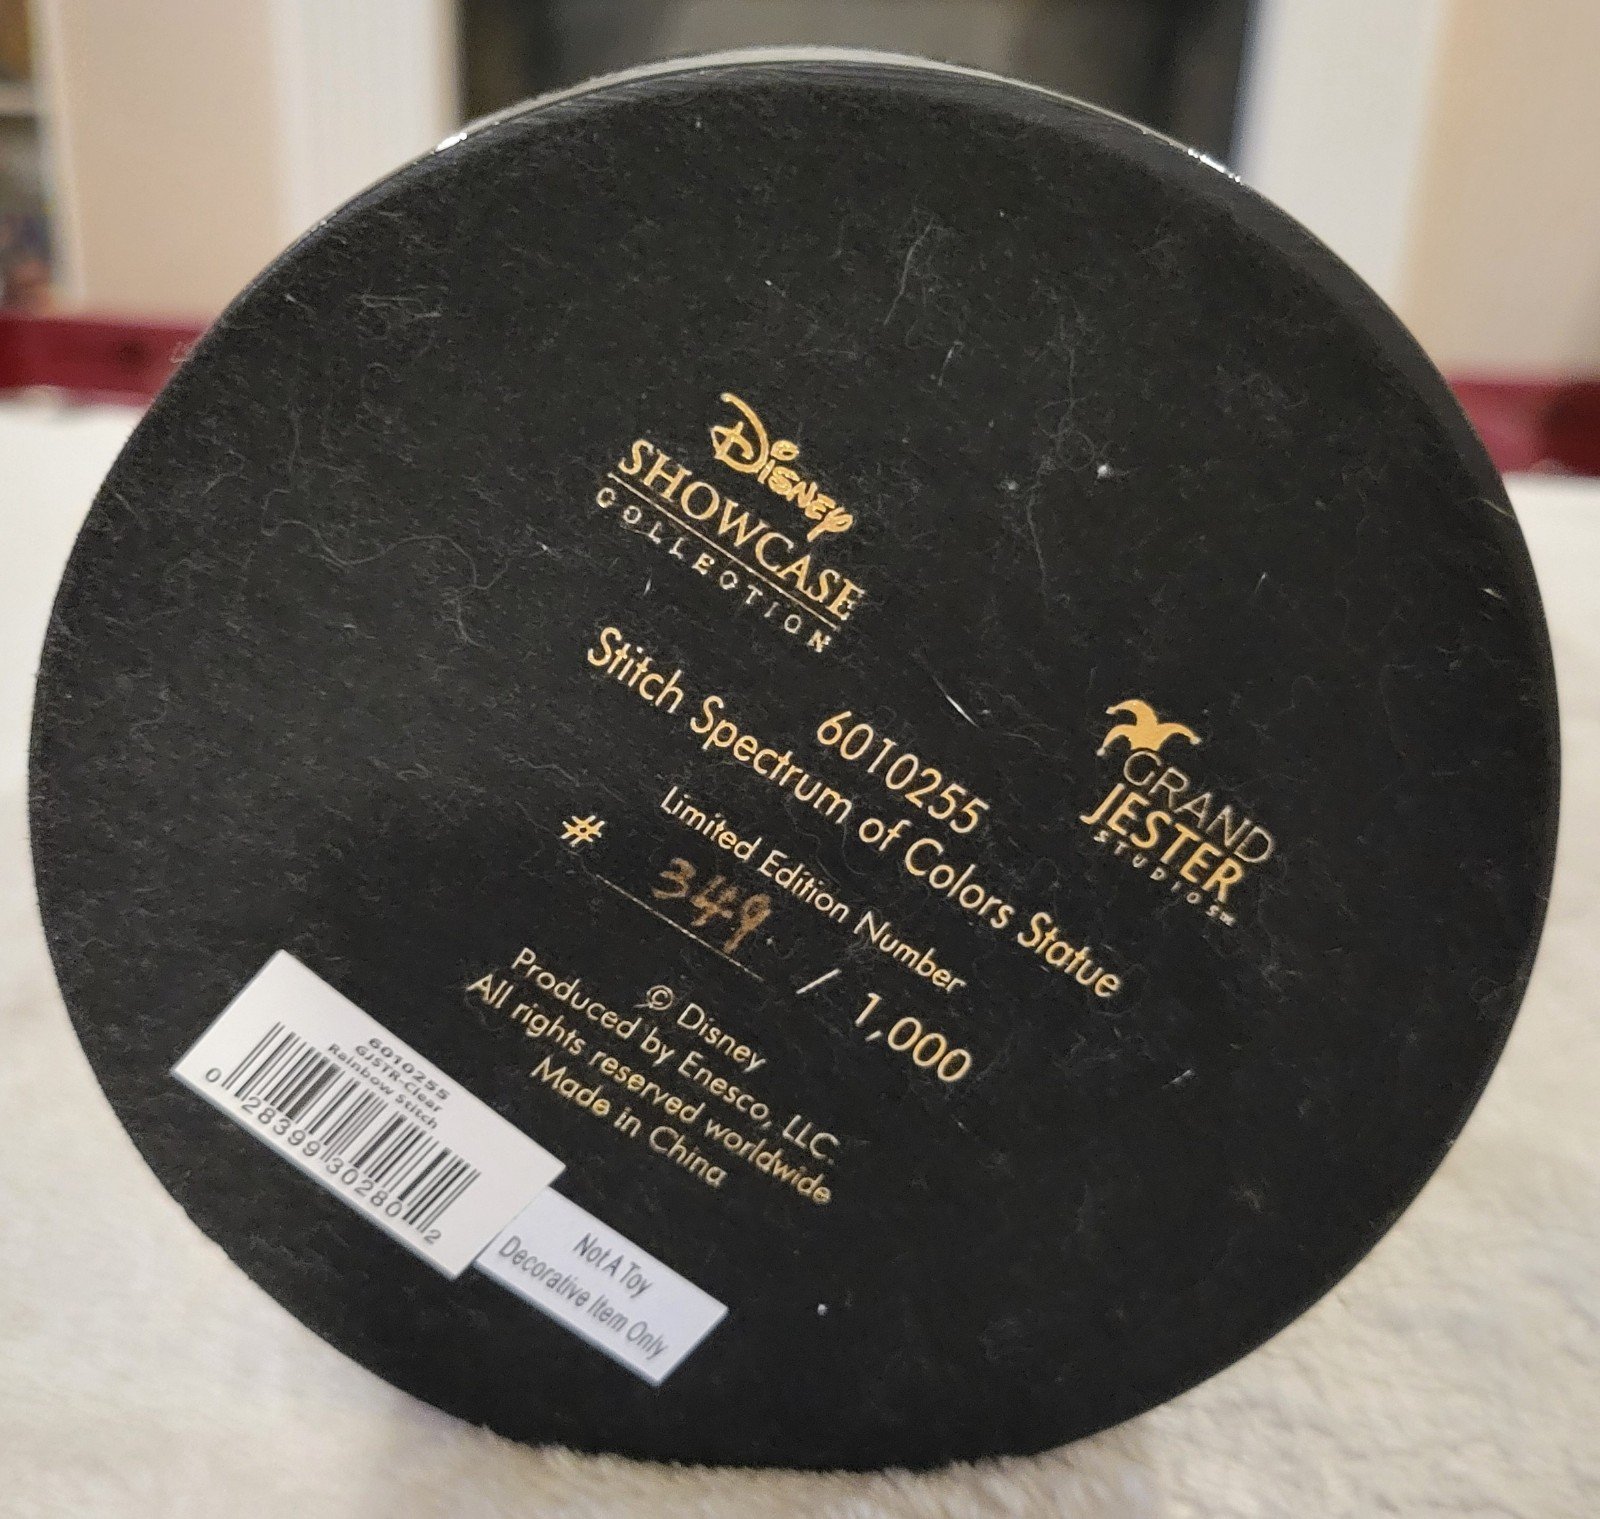 Disney
SHOWCASE
COLLECTION
6010255
Stitch Spectrum of Colors Statue
Limited Edition Number
# 349 / 1,000
© Disney
Produced by Enesco, LLC.
All rights reserved worldwide
Made in China
GRAND
JESTER
STUDIOS™
6010255
GJSTR-Clear
Rainbow Stitch
0 28399 30280 2
Not A Toy
Decorative Item Only